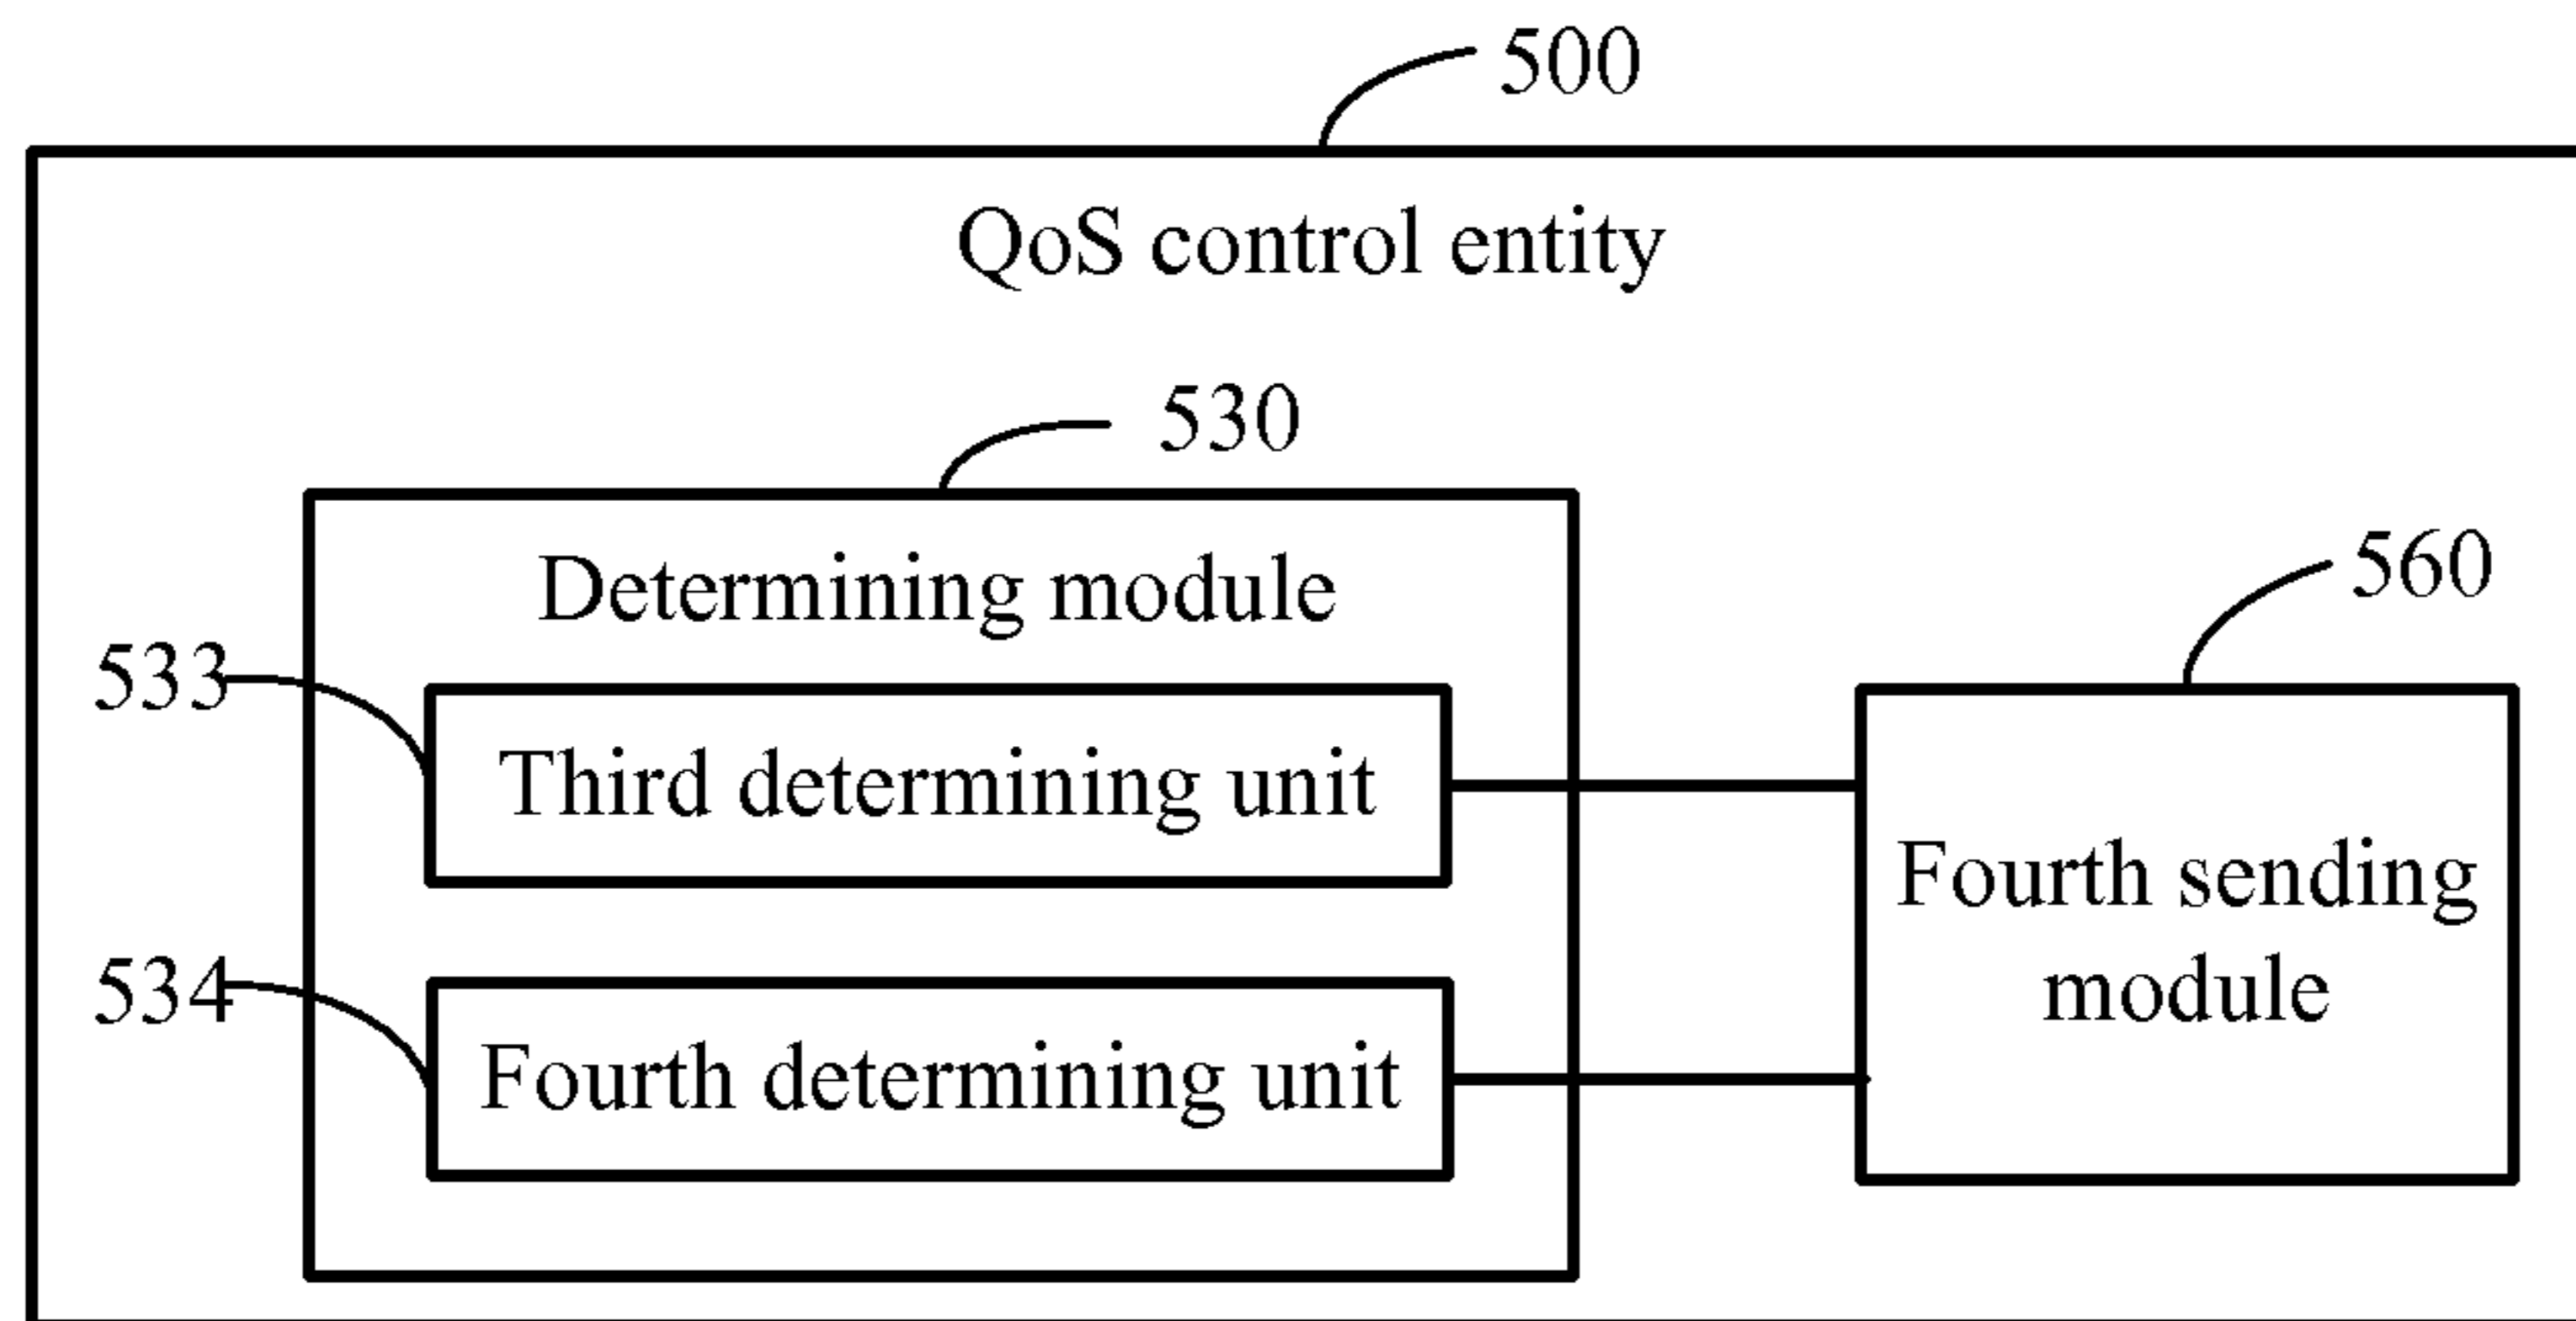 500
QoS control entity
530
Determining module
560
533
Third determining unit
Fourth sending
module
534
Fourth determining unit